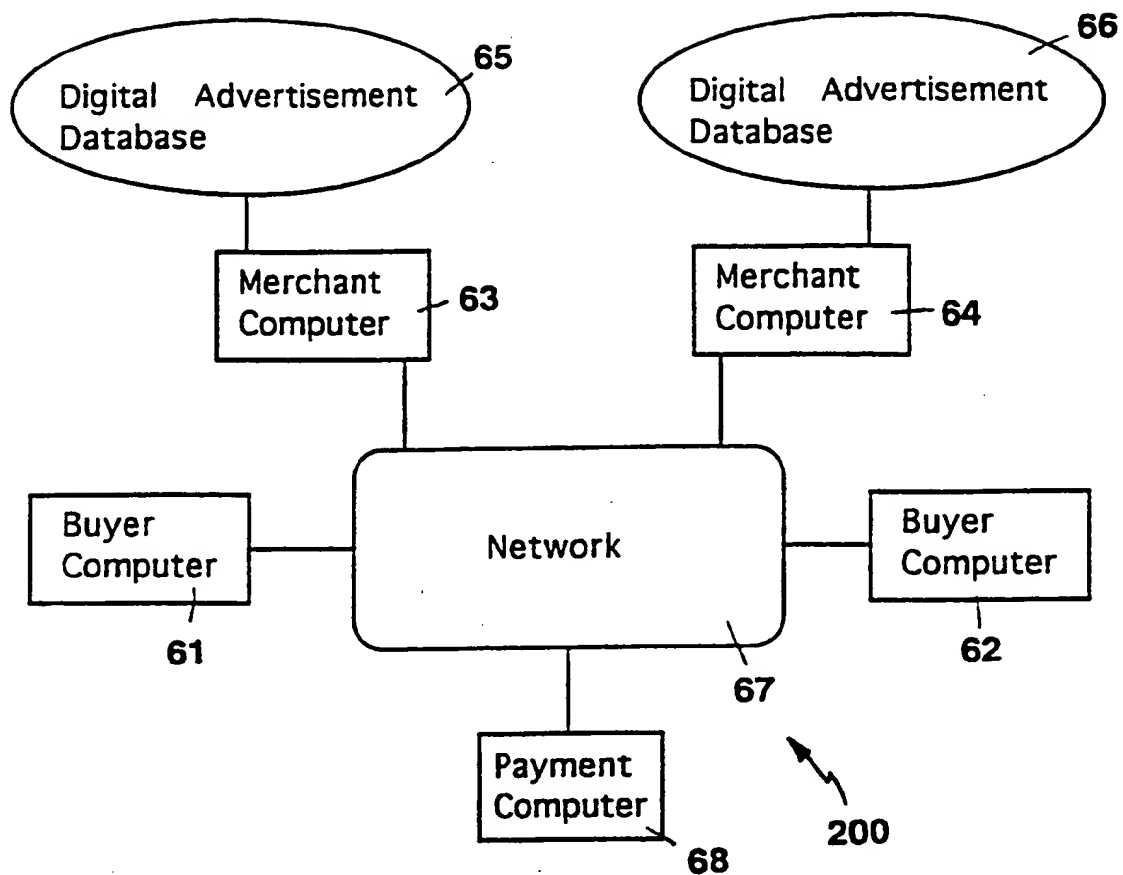 65
66
Digital Advertisement
Database
Digital Advertisement
Database
Merchant
Computer
63
Merchant
Computer
64
Buyer
Computer
61
Network
67
Buyer
Computer
62
Payment
Computer
68
200